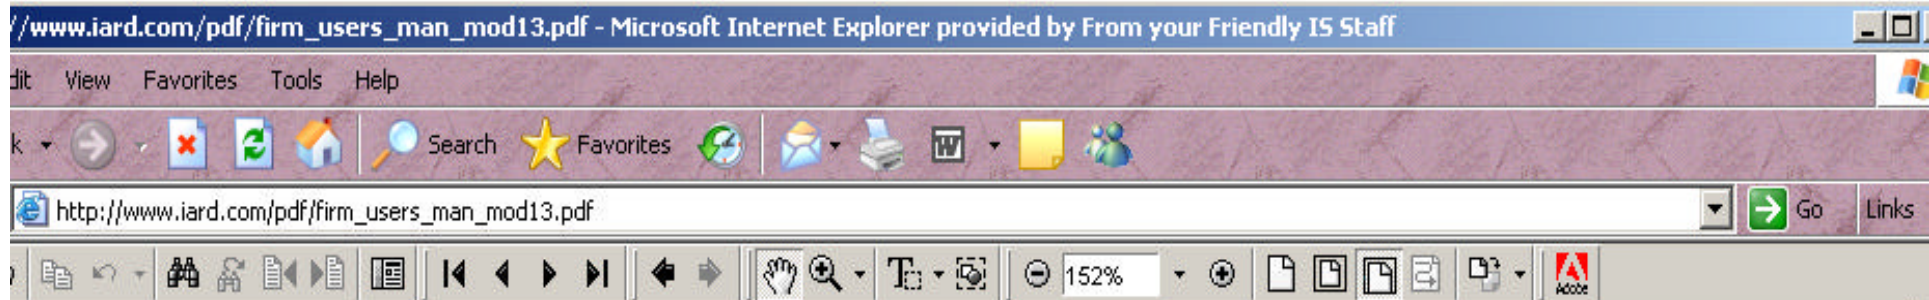 //www.iard.com/pdf/firm_users_man_mod13.pdf - Microsoft Internet Explorer provided by From your Friendly IS Staff
dit View Favorites Tools Help
k Search Favorites W
http://www.iard.com/pdf/firm_users_man_mod13.pdf Go Links
T 152% Adobe